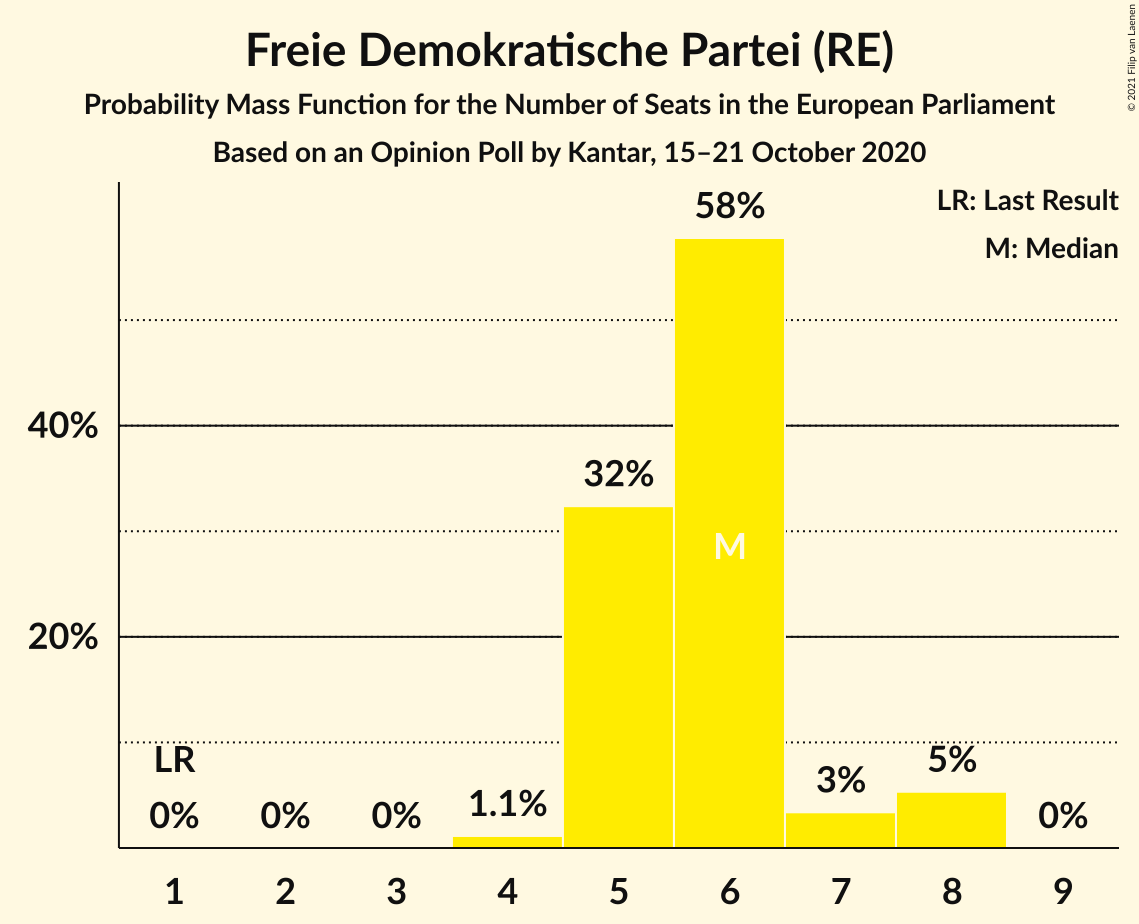 Freie Demokratische Partei (RE)
Probability Mass Function for the Number of Seats in the European Parliament
Based on an Opinion Poll by Kantar, 15–21 October 2020
© 2021 Filip van Laenen
LR: Last Result
M: Median
58%
40%
32%
M
20%
LR
5%
3%
1.1%
0% 0% 0% 0%
1 2 3 4 5 6 7 8 9